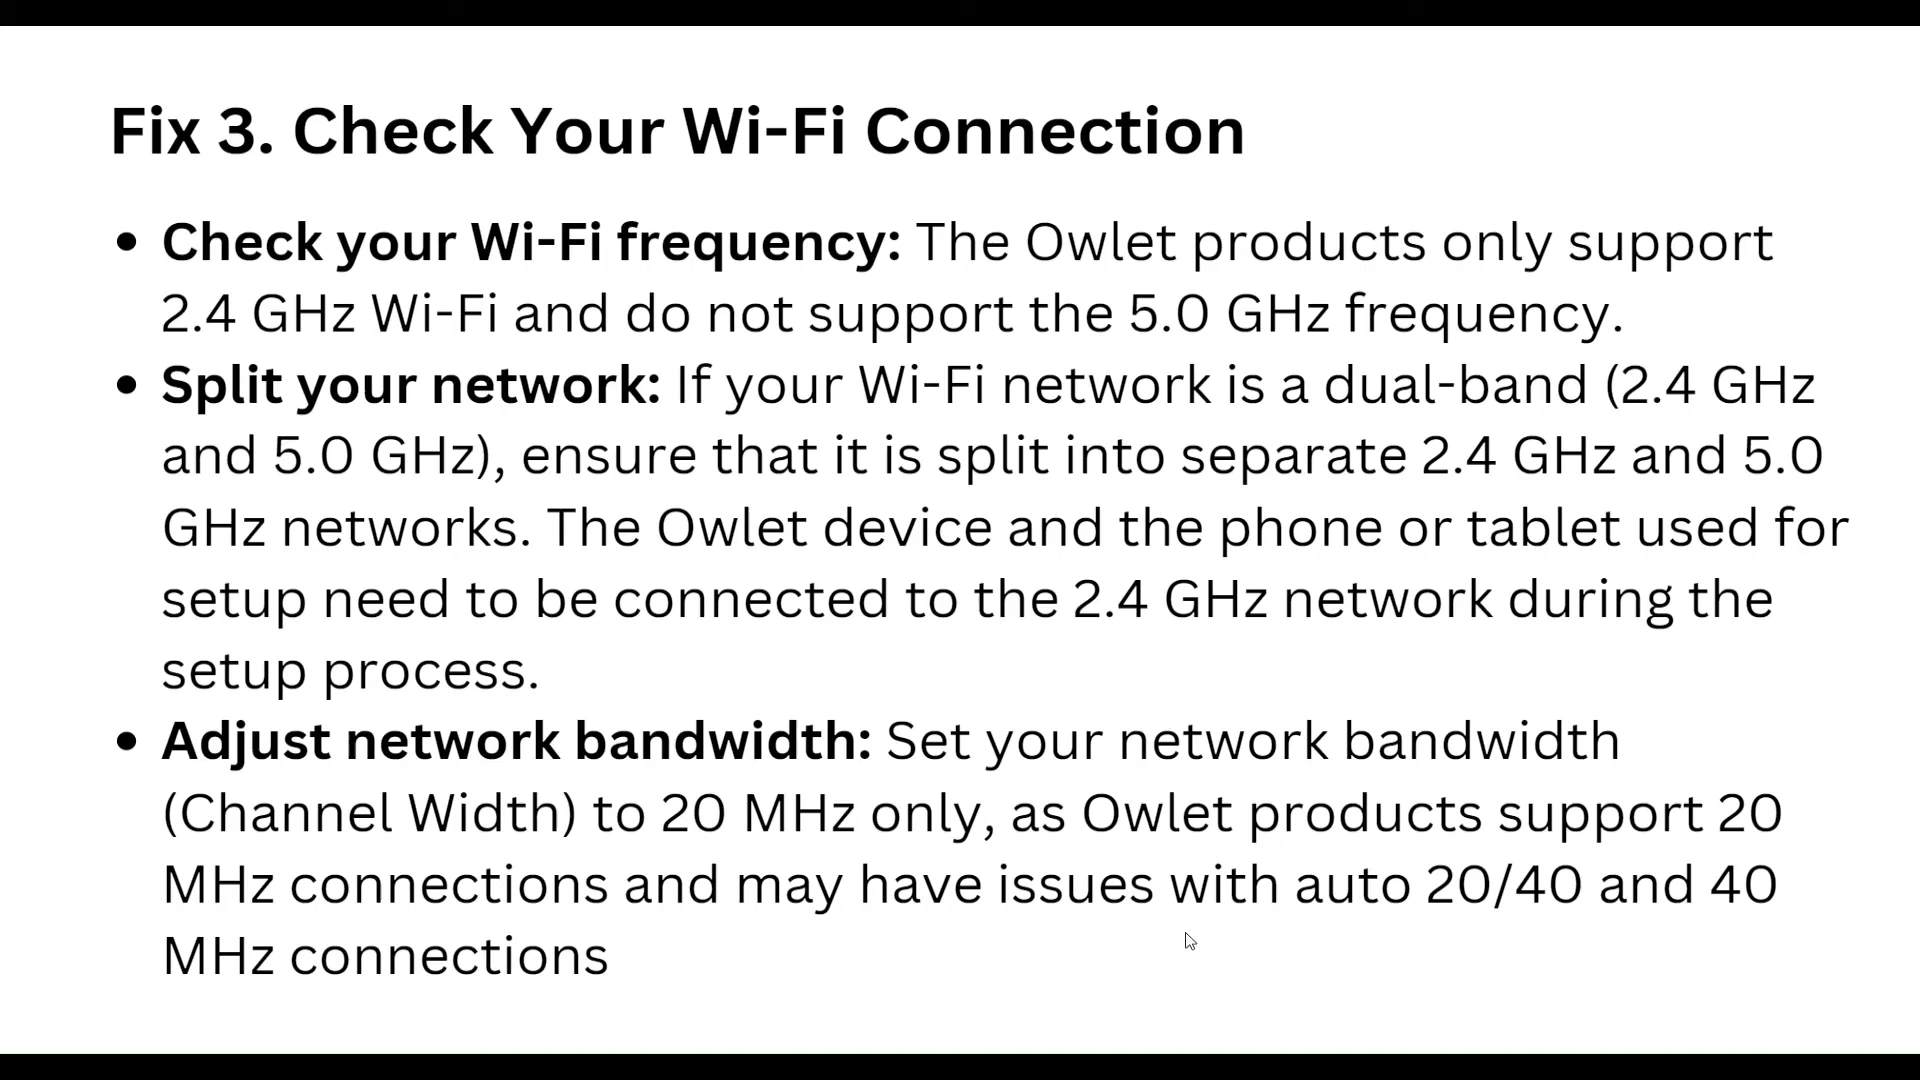 Fix 3. Check Your Wi-Fi Connection
• Check your Wi-Fi frequency: The Owlet products only support
2.4 GHz Wi-Fi and do not support the 5.0 GHz frequency.
• Split your network: If your Wi-Fi network is a dual-band (2.4 GHz
and 5.0 GHz), ensure that it is split into separate 2.4 GHz and 5.0
GHz networks. The Owlet device and the phone or tablet used for
setup need to be connected to the 2.4 GHz network during the
setup process.
• Adjust network bandwidth: Set your network bandwidth
(Channel Width) to 20 MHz only, as Owlet products support 20
MHz connections and may have issues with auto 20/40 and 40
MHz connections